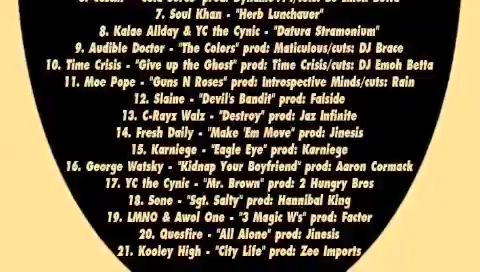 7. Soul Khan - "Herb Lunchauer"
8. Kalae Allday & YC the Cynic - "Datura Stramonium"
9. Audible Doctor - "The Colors" prod: Maticulous/cuts: DJ Brace
10. Time Crisis - "Give up the Ghost" prod: Time Crisis/cuts: DJ Emoh Betta
11. Moe Pope - "Guns N Roses" prod: Introspective Minds/cuts: Rain
12. Slaine - "Devil's Bandit" prod: Falside
13. C-Rayz Walz - "Destroy" prod: Jaz Infinite
14. Fresh Daily - "Make 'Em Move" prod: Jinesis
15. Karniege - "Eagle Eye" prod: Karniege
16. George Watsky - "Kidnap Your Boyfriend" prod: Aaron Cormack
17. YC the Cynic - "Mr. Brown" prod: 2 Hungry Bros
18. Sene - "Sgt. Salty" prod: Hannibal King
19. LMNO & Awol One - "3 Magic W's" prod: Factor
20. Quesfire - "All Alone" prod: Jinesis
21. Kooley High - "City Life" prod: Zee Imports